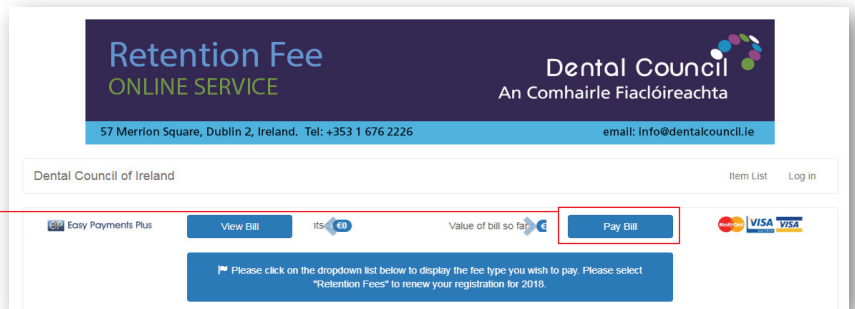 Retention Fee
ONLINE SERVICE
Dental Council
An Comhairle Fiaclóireachta
57 Merrion Square, Dublin 2, Ireland. Tel: +353 1 676 2226
email: info@dentalcouncil.ie
Dental Council of Ireland
Item List
Log in
EP Easy Payments Plus
View Bill
nts
€0
Value of bill so far
€
Pay Bill
MasterCard
VISA
VISA
Please click on the dropdown list below to display the fee type you wish to pay. Please select
"Retention Fees" to renew your registration for 2018.